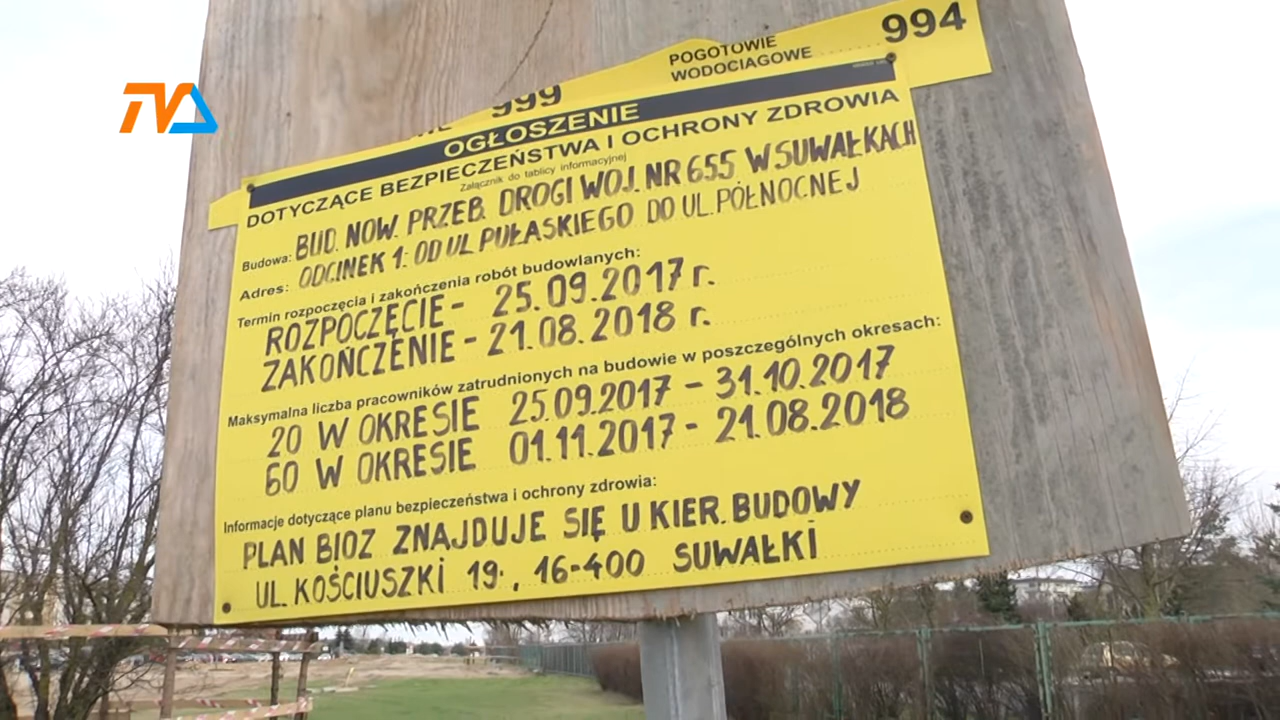 TVA
POGOTOWIE
WODOCIAGOWE
994
999
OGŁOSZENIE
DOTYCZĄCE BEZPIECZEŃSTWA I OCHRONY ZDROWIA
Załącznik do tablicy informacyjnej
Budowa: BUD. NOW. PRZEB. DROGI WOJ. NR 655 W SUWAŁKACH
Adres: ODCINEK 1: OD UL PUŁASKIEGO DO UL. PÓŁNOCNEJ
Termin rozpoczęcia i zakończenia robót budowlanych:
ROZPOCZĘCIE - 25.09.2017 r.
ZAKOŃCZENIE - 21.08.2018 r.
Maksymalna liczba pracowników zatrudnionych na budowie w poszczególnych okresach:
20 W OKRESIE 25.09.2017 - 31.10.2017
60 W OKRESIE 01.11.2017 - 21.08.2018
Informacje dotyczące planu bezpieczeństwa i ochrony zdrowia:
PLAN BIOZ ZNAJDUJE SIĘ U KIER. BUDOWY
UL. KOŚCIUSZKI 19, 16-400 SUWAŁKI